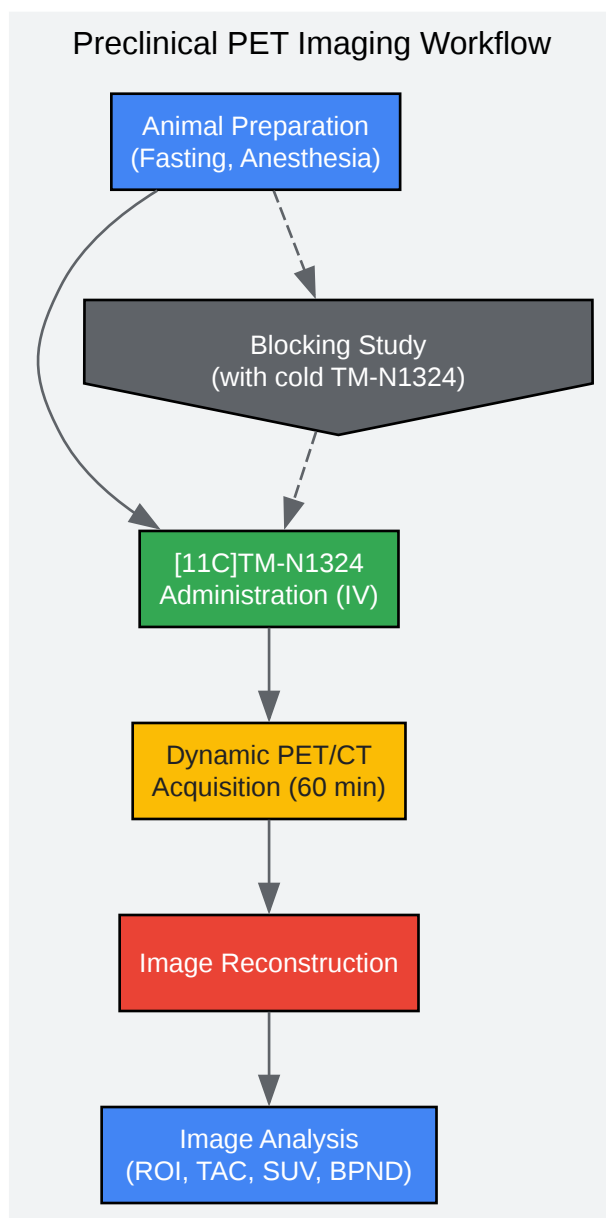 Preclinical PET Imaging Workflow
Animal Preparation
(Fasting, Anesthesia)
Blocking Study
(with cold TM-N1324)
[11C]TM-N1324
Administration (IV)
Dynamic PET/CT
Acquisition (60 min)
Image Reconstruction
Image Analysis
(ROI, TAC, SUV, BPND)